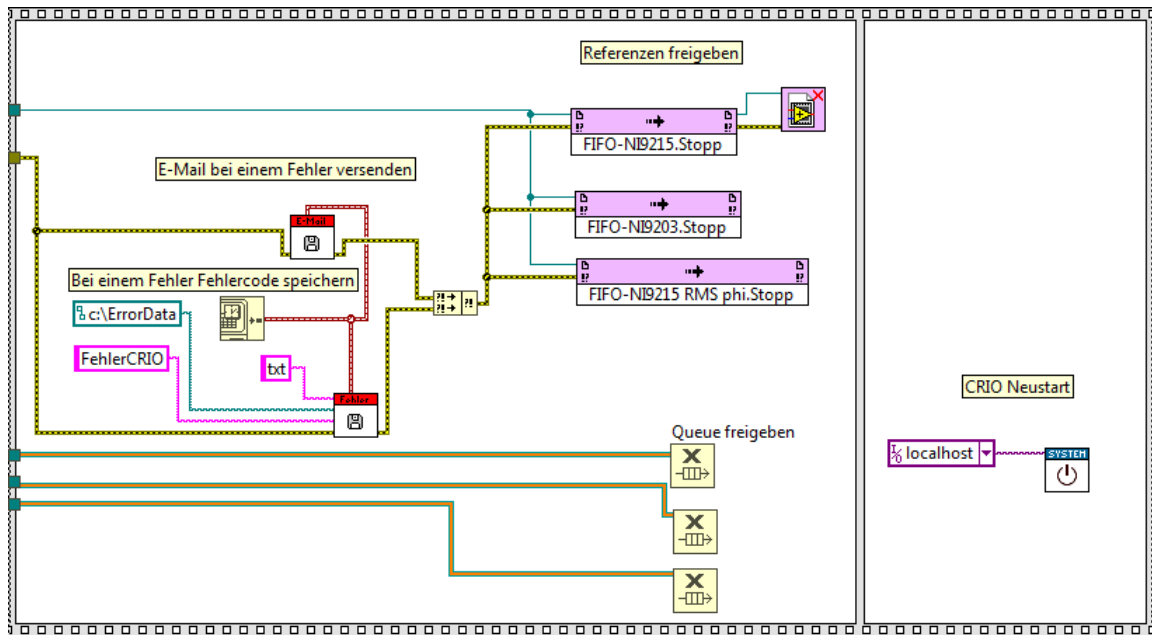 Referenzen freigeben
FIFO-NI9215.Stopp
E-Mail bei einem Fehler versenden
E-Mail
FIFO-NI9203.Stopp
Bei einem Fehler Fehlercode speichern
FIFO-NI9215 RMS phi.Stopp
c:\ErrorData
FehlerCRIO
txt
Fehler
CRIO Neustart
Queue freigeben
localhost
SYSTEM